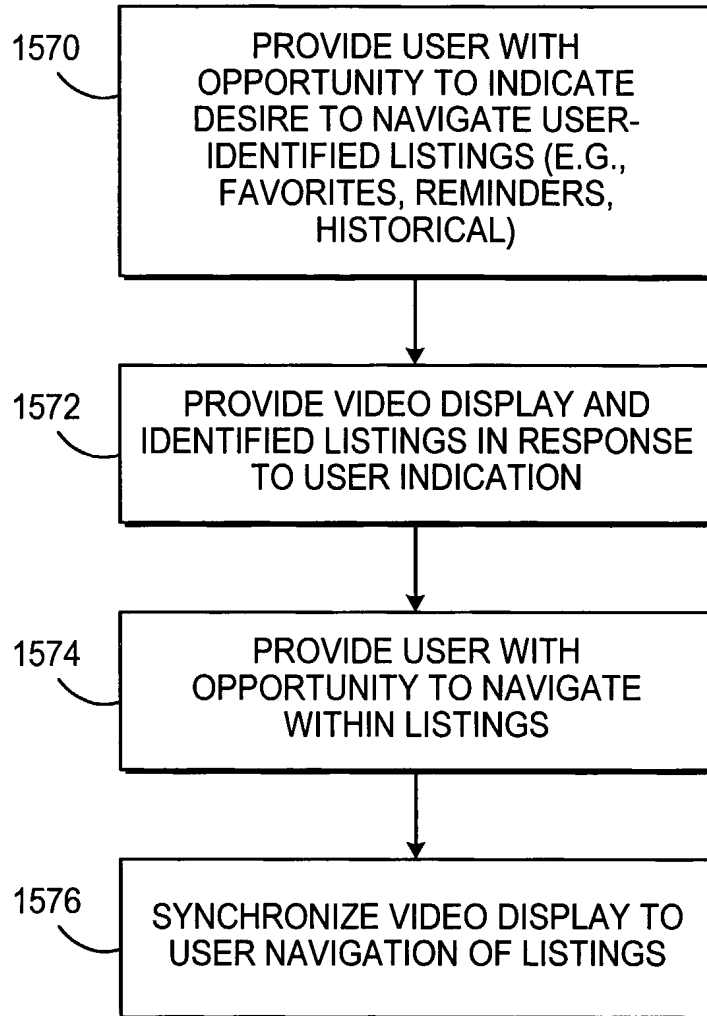 1570
PROVIDE USER WITH
OPPORTUNITY TO INDICATE
DESIRE TO NAVIGATE USER-
IDENTIFIED LISTINGS (E.G.,
FAVORITES, REMINDERS,
HISTORICAL)
1572
PROVIDE VIDEO DISPLAY AND
IDENTIFIED LISTINGS IN RESPONSE
TO USER INDICATION
1574
PROVIDE USER WITH
OPPORTUNITY TO NAVIGATE
WITHIN LISTINGS
1576
SYNCHRONIZE VIDEO DISPLAY TO
USER NAVIGATION OF LISTINGS